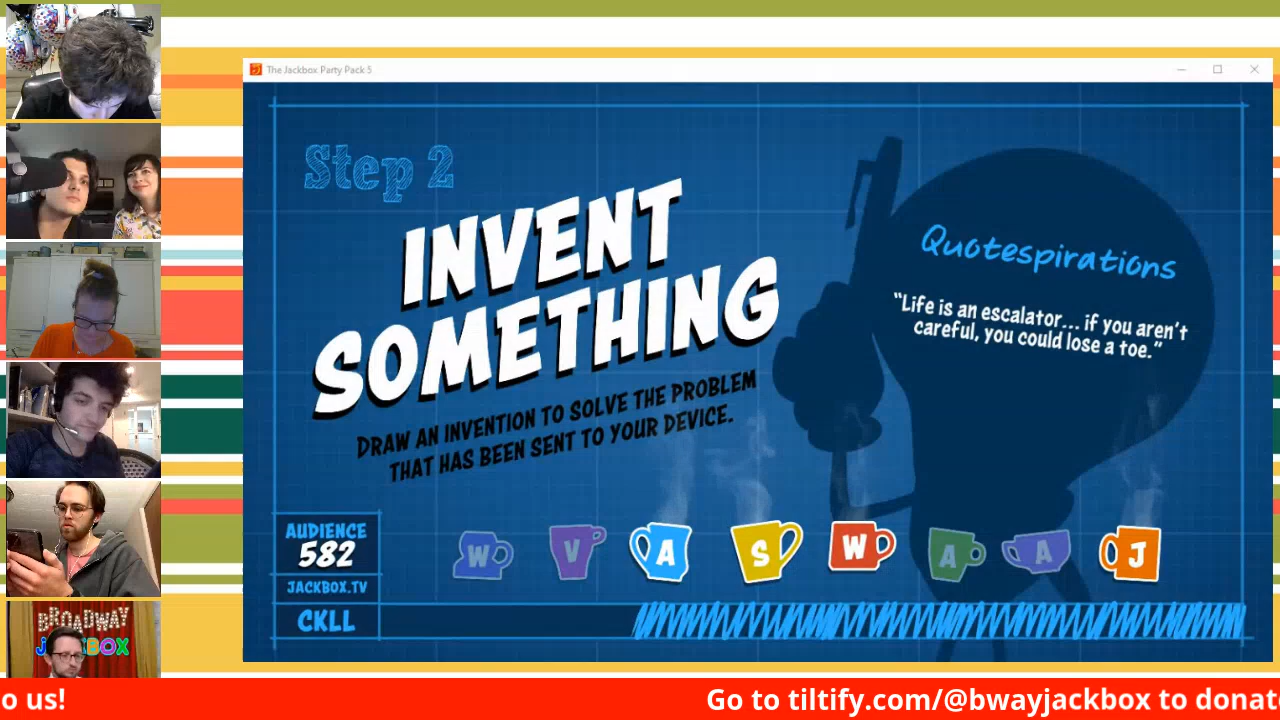 The Jackbox Party Pack 5
Step 2
INVENT
SOMETHING
DRAW AN INVENTION TO SOLVE THE PROBLEM
THAT HAS BEEN SENT TO YOUR DEVICE.
Quotespirations
“Life is an escalator... if you aren’t
careful, you could lose a toe.”
AUDIENCE
582
JACKBOX.TV
CKLL
W V A S W A A J
BROADWAY
JACKBOX
o us!
Go to tiltify.com/@bwayjackbox to donat